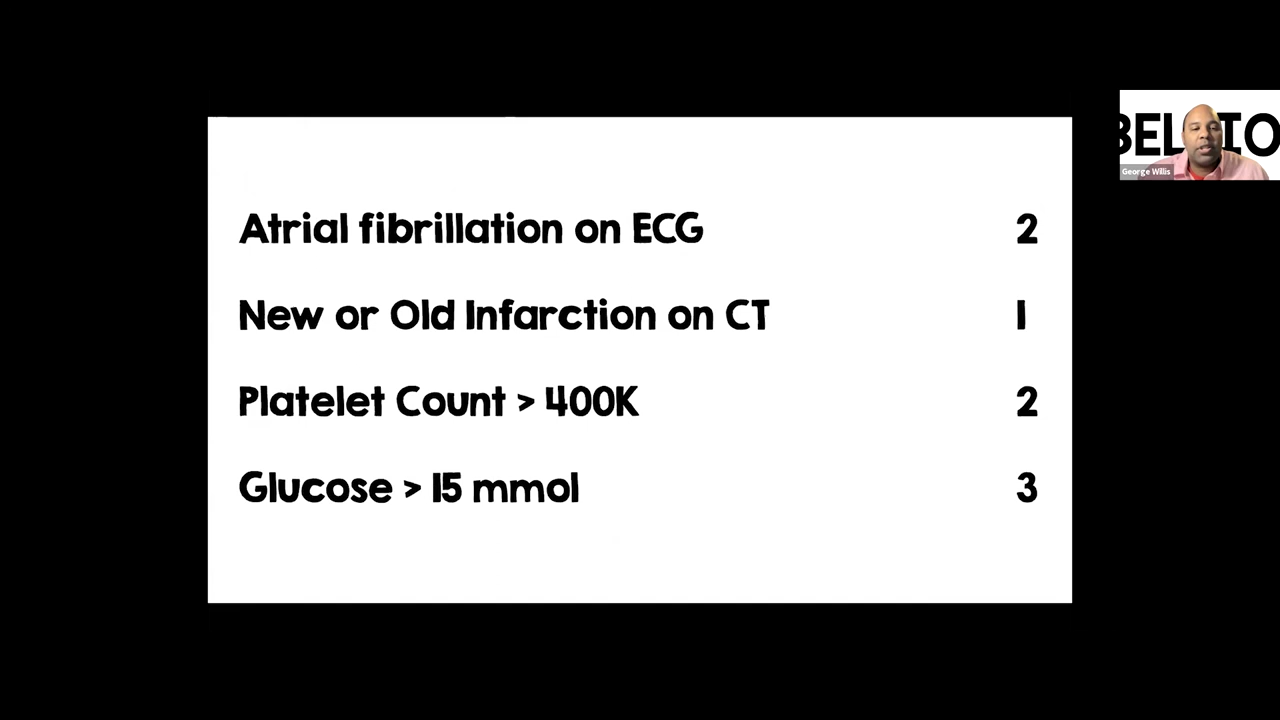 Atrial fibrillation on ECG 2
New or Old Infarction on CT 1
Platelet Count > 400K 2
Glucose > 15 mmol 3
George Willis